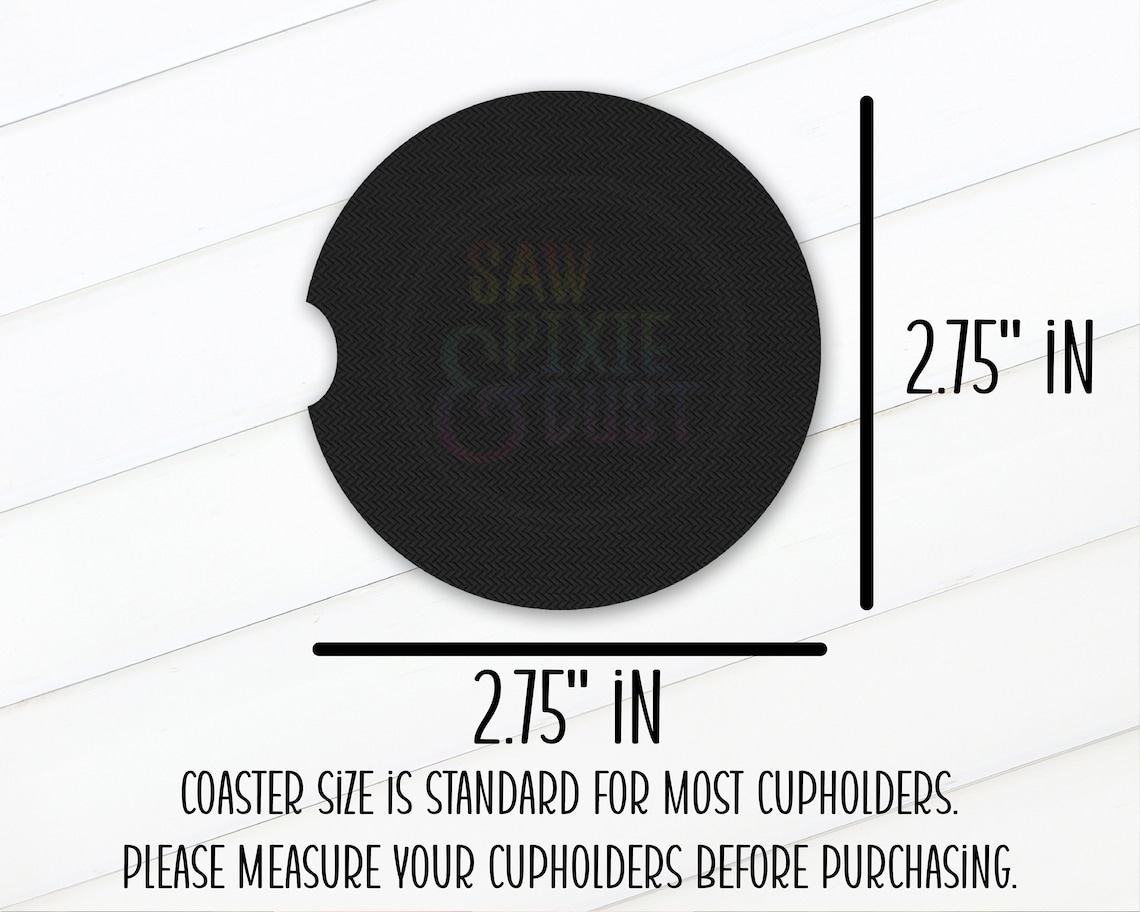 SAW
& PIXIE
DUST
2.75" iN
2.75" iN
COASTER SiZE iS STANDARD FOR MOST CUPHOLDERS.
PLEASE MEASURE YOUR CUPHOLDERS BEFORE PURCHASiNG.